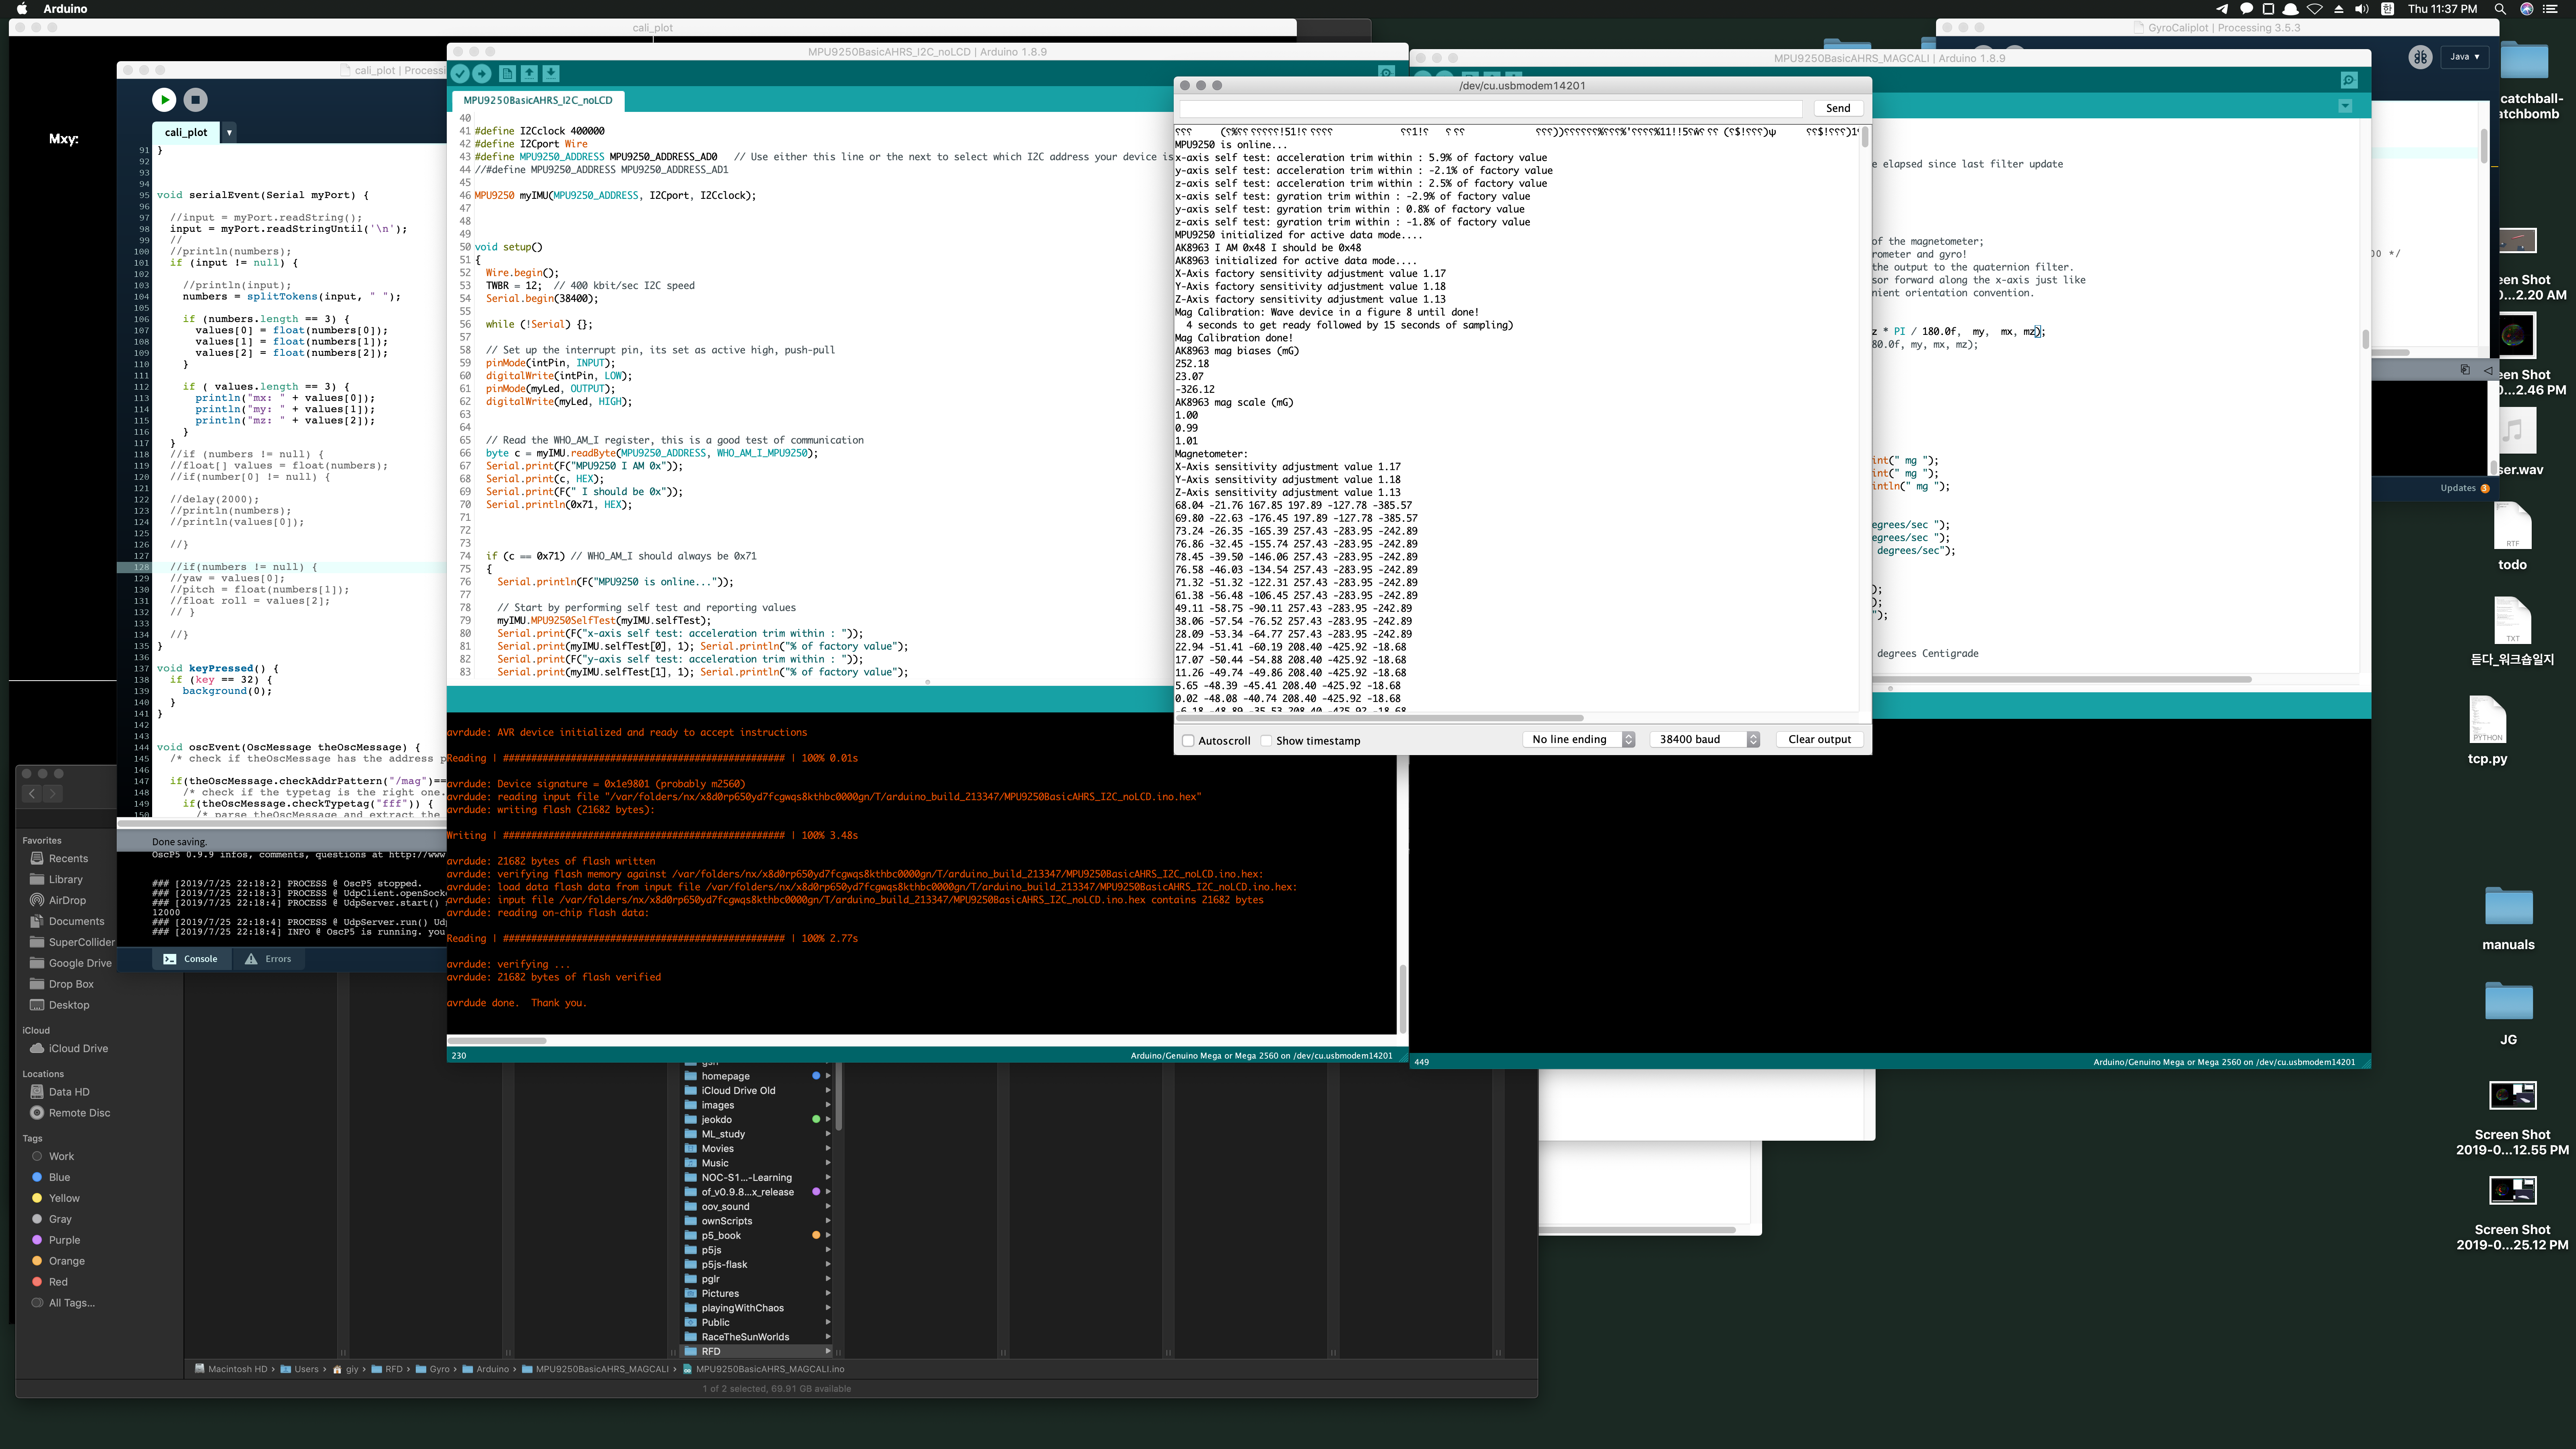 Arduino
Thu 11:37 PM
cali_plot
GyroCaliplot | Processing 3.5.3
Java
Mxy:
cali_plot | Process
cali_plot
91 }
92
93
94
95 void serialEvent(Serial myPort) {
96
97 //input = myPort.readString();
98 input = myPort.readStringUntil('\n');
99 //
100 //println(numbers);
101 if (input != null) {
102
103 //println(input);
104 numbers = splitTokens(input, " ");
105
106 if (numbers.length == 3) {
107 values[0] = float(numbers[0]);
108 values[1] = float(numbers[1]);
109 values[2] = float(numbers[2]);
110 }
111
112 if ( values.length == 3) {
113 println("mx: " + values[0]);
114 println("my: " + values[1]);
115 println("mz: " + values[2]);
116 }
117 }
118 //if (numbers != null) {
119 //float[] values = float(numbers);
120 //if(number[0] != null) {
121
122 //delay(2000);
123 //println(numbers);
124 //println(values[0]);
125
126 //}
127
128 //if(numbers != null) {
129 //yaw = values[0];
130 //pitch = float(numbers[1]);
131 //float roll = values[2];
132 // }
133
134 //}
135 }
136
137 void keyPressed() {
138 if (key == 32) {
139 background(0);
140 }
141 }
142
143
144 void oscEvent(OscMessage theOscMessage) {
145 /* check if theOscMessage has the address p
146
147 if(theOscMessage.checkAddrPattern("/mag")==
148 /* check if the typetag is the right one.
149 if(theOscMessage.checkTypetag("fff")) {
150 /* parse theOscMessage and extract the
Done saving.
OscP5 0.9.9 infos, comments, questions at http://www
### [2019/7/25 22:18:2] PROCESS @ OscP5 stopped.
### [2019/7/25 22:18:3] PROCESS @ UdpClient.openSock
### [2019/7/25 22:18:4] PROCESS @ UdpServer.start()
12000
### [2019/7/25 22:18:4] PROCESS @ UdpServer.run() Ud
### [2019/7/25 22:18:4] INFO @ OscP5 is running. you
Console
Errors
MPU9250BasicAHRS_I2C_noLCD | Arduino 1.8.9
MPU9250BasicAHRS_I2C_noLCD
40
41 #define I2Cclock 400000
42 #define I2Cport Wire
43 #define MPU9250_ADDRESS MPU9250_ADDRESS_AD0 // Use either this line or the next to select which I2C address your device is
44 //#define MPU9250_ADDRESS MPU9250_ADDRESS_AD1
45
46 MPU9250 myIMU(MPU9250_ADDRESS, I2Cport, I2Cclock);
47
48
49
50 void setup()
51 {
52 Wire.begin();
53 TWBR = 12; // 400 kbit/sec I2C speed
54 Serial.begin(38400);
55
56 while (!Serial) {};
57
58 // Set up the interrupt pin, its set as active high, push-pull
59 pinMode(intPin, INPUT);
60 digitalWrite(intPin, LOW);
61 pinMode(myLed, OUTPUT);
62 digitalWrite(myLed, HIGH);
63
64
65 // Read the WHO_AM_I register, this is a good test of communication
66 byte c = myIMU.readByte(MPU9250_ADDRESS, WHO_AM_I_MPU9250);
67 Serial.print(F("MPU9250 I AM 0x"));
68 Serial.print(c, HEX);
69 Serial.print(F(" I should be 0x"));
70 Serial.println(0x71, HEX);
71
72
73
74 if (c == 0x71) // WHO_AM_I should always be 0x71
75 {
76 Serial.println(F("MPU9250 is online..."));
77
78 // Start by performing self test and reporting values
79 myIMU.MPU9250SelfTest(myIMU.selfTest);
80 Serial.print(F("x-axis self test: acceleration trim within : "));
81 Serial.print(myIMU.selfTest[0], 1); Serial.println("% of factory value");
82 Serial.print(F("y-axis self test: acceleration trim within : "));
83 Serial.print(myIMU.selfTest[1], 1); Serial.println("% of factory value");
avrdude: AVR device initialized and ready to accept instructions
Reading | ################################################## | 100% 0.01s
avrdude: Device signature = 0x1e9801 (probably m2560)
avrdude: reading input file "/var/folders/nx/x8d0rp650yd7fcgwqs8kthbc0000gn/T/arduino_build_213347/MPU9250BasicAHRS_I2C_noLCD.ino.hex"
avrdude: writing flash (21682 bytes):
Writing | ################################################## | 100% 3.48s
avrdude: 21682 bytes of flash written
avrdude: verifying flash memory against /var/folders/nx/x8d0rp650yd7fcgwqs8kthbc0000gn/T/arduino_build_213347/MPU9250BasicAHRS_I2C_noLCD.ino.hex:
avrdude: load data flash data from input file /var/folders/nx/x8d0rp650yd7fcgwqs8kthbc0000gn/T/arduino_build_213347/MPU9250BasicAHRS_I2C_noLCD.ino.hex:
avrdude: input file /var/folders/nx/x8d0rp650yd7fcgwqs8kthbc0000gn/T/arduino_build_213347/MPU9250BasicAHRS_I2C_noLCD.ino.hex contains 21682 bytes
avrdude: reading on-chip flash data:
Reading | ################################################## | 100% 2.77s
avrdude: verifying ...
avrdude: 21682 bytes of flash verified
avrdude done. Thank you.
230
Arduino/Genuino Mega or Mega 2560 on /dev/cu.usbmodem14201
/dev/cu.usbmodem14201
Send
MPU9250 is online...
x-axis self test: acceleration trim within : 5.9% of factory value
y-axis self test: acceleration trim within : -2.1% of factory value
z-axis self test: acceleration trim within : 2.5% of factory value
x-axis self test: gyration trim within : -2.9% of factory value
y-axis self test: gyration trim within : 0.8% of factory value
z-axis self test: gyration trim within : -1.8% of factory value
MPU9250 initialized for active data mode....
AK8963 I AM 0x48 I should be 0x48
AK8963 initialized for active data mode....
X-Axis factory sensitivity adjustment value 1.17
Y-Axis factory sensitivity adjustment value 1.18
Z-Axis factory sensitivity adjustment value 1.13
Mag Calibration: Wave device in a figure 8 until done!
4 seconds to get ready followed by 15 seconds of sampling)
Mag Calibration done!
AK8963 mag biases (mG)
252.18
23.07
-326.12
AK8963 mag scale (mG)
1.00
0.99
1.01
Magnetometer:
X-Axis sensitivity adjustment value 1.17
Y-Axis sensitivity adjustment value 1.18
Z-Axis sensitivity adjustment value 1.13
68.04 -21.76 167.85 197.89 -127.78 -385.57
69.80 -22.63 -176.45 197.89 -127.78 -385.57
73.24 -26.35 -165.39 257.43 -283.95 -242.89
76.86 -32.45 -155.74 257.43 -283.95 -242.89
78.45 -39.50 -146.06 257.43 -283.95 -242.89
76.58 -46.03 -134.54 257.43 -283.95 -242.89
71.32 -51.32 -122.31 257.43 -283.95 -242.89
61.38 -56.48 -106.45 257.43 -283.95 -242.89
49.11 -58.75 -90.11 257.43 -283.95 -242.89
38.06 -57.54 -76.52 257.43 -283.95 -242.89
28.09 -53.34 -64.77 257.43 -283.95 -242.89
22.94 -51.41 -60.19 208.40 -425.92 -18.68
17.07 -50.44 -54.88 208.40 -425.92 -18.68
11.26 -49.74 -49.86 208.40 -425.92 -18.68
5.65 -48.39 -45.41 208.40 -425.92 -18.68
0.02 -48.08 -40.74 208.40 -425.92 -18.68
-6.18 -48.89 -35.53 208.40 -425.92 -18.68
Autoscroll
Show timestamp
No line ending
38400 baud
Clear output
MPU9250BasicAHRS_MAGCALI | Arduino 1.8.9
e elapsed since last filter update
of the magnetometer;
rometer and gyro!
the output to the quaternion filter.
sor forward along the x-axis just like
nient orientation convention.
z * PI / 180.0f, my, mx, mz);
80.0f, my, mx, mz);
int(" mg ");
int(" mg ");
intln(" mg ");
egrees/sec ");
egrees/sec ");
degrees/sec");
);
);
");
degrees Centigrade
449
Arduino/Genuino Mega or Mega 2560 on /dev/cu.usbmodem14201
00 */
Updates 3
catchball-
atchbomb
een Shot
0...2.20 AM
een Shot
0...2.46 PM
ser.wav
RTF
todo
TXT
듣다_워크숍일지
PYTHON
tcp.py
manuals
JG
Screen Shot
2019-0...12.55 PM
Screen Shot
2019-0...25.12 PM
Favorites
Recents
Library
AirDrop
Documents
SuperCollider
Google Drive
Drop Box
Desktop
iCloud
iCloud Drive
Locations
Data HD
Remote Disc
Tags
Work
Blue
Yellow
Gray
Purple
Orange
Red
All Tags...
homepage
iCloud Drive Old
images
jeokdo
ML_study
Movies
Music
NOC-S1...-Learning
of_v0.9.8...x_release
oov_sound
ownScripts
p5_book
p5js
p5js-flask
pglr
Pictures
playingWithChaos
Public
RaceTheSunWorlds
RFD
Macintosh HD › Users › giy › RFD › Gyro › Arduino › MPU9250BasicAHRS_MAGCALI › MPU9250BasicAHRS_MAGCALI.ino
1 of 2 selected, 69.91 GB available